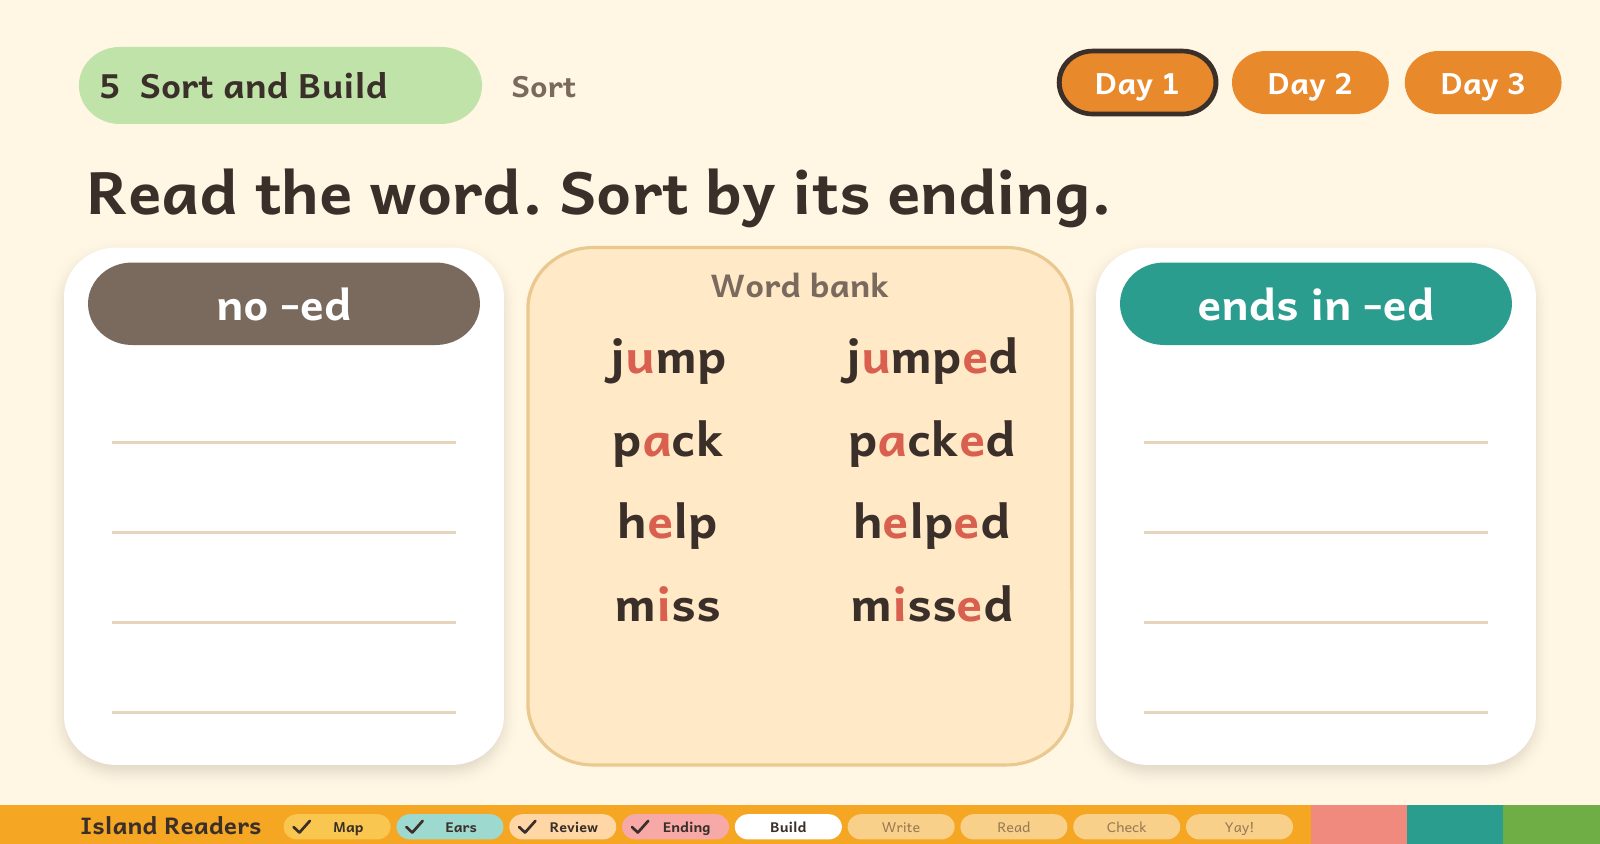 5 Sort and Build
Sort
Day 1
Day 2
Day 3
Read the word. Sort by its ending.
no -ed
Word bank
jump jumped
pack packed
help helped
miss missed
ends in -ed
Island Readers
Map
Ears
Review
Ending
Build
Write
Read
Check
Yay!